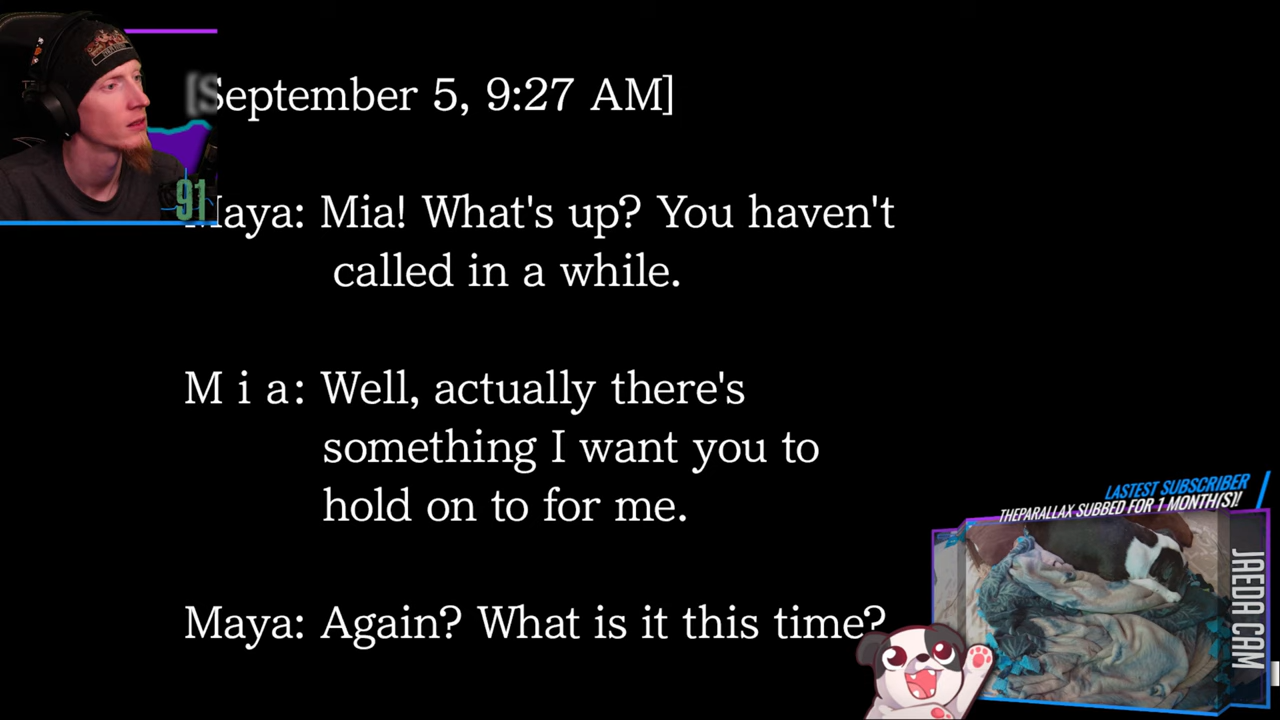 [September 5, 9:27 AM]
Maya: Mia! What's up? You haven't
called in a while.
M i a: Well, actually there's
something I want you to
hold on to for me.
Maya: Again? What is it this time?
91
LASTEST SUBSCRIBER
THEPARALLAX SUBBED FOR 1 MONTH(S)!
JAEDA CAM